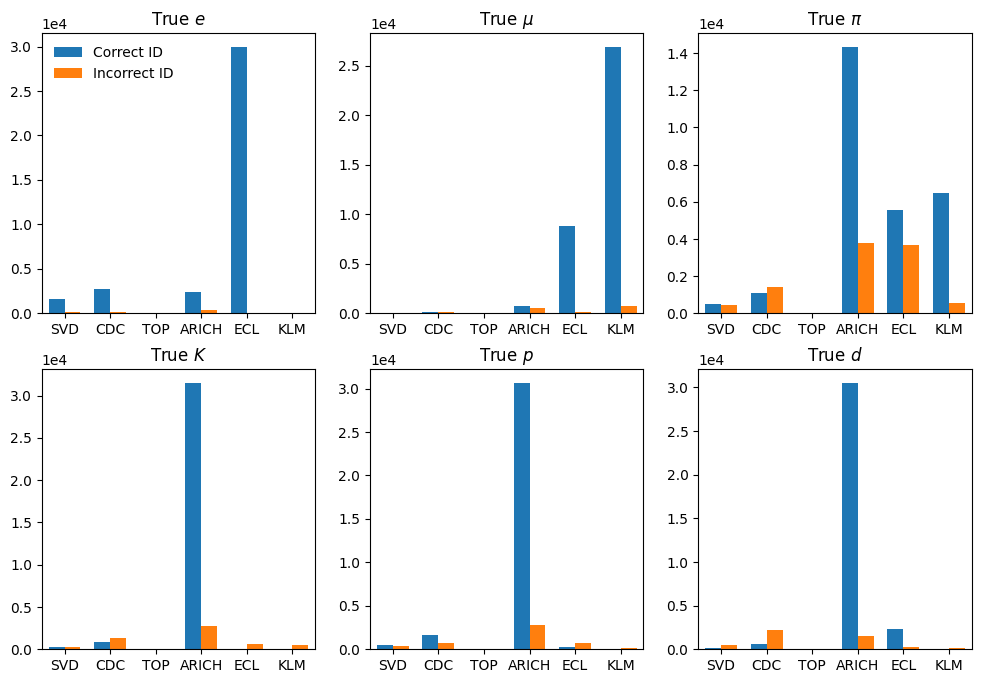 True e
1e4
3.0
2.5
2.0
1.5
1.0
0.5
0.0
Correct ID
Incorrect ID
SVD CDC TOP ARICH ECL KLM
True μ
1e4
2.5
2.0
1.5
1.0
0.5
0.0
SVD CDC TOP ARICH ECL KLM
True π
1e4
1.4
1.2
1.0
0.8
0.6
0.4
0.2
0.0
SVD CDC TOP ARICH ECL KLM
True K
1e4
3.0
2.5
2.0
1.5
1.0
0.5
0.0
SVD CDC TOP ARICH ECL KLM
True p
1e4
3.0
2.5
2.0
1.5
1.0
0.5
0.0
SVD CDC TOP ARICH ECL KLM
True d
1e4
3.0
2.5
2.0
1.5
1.0
0.5
0.0
SVD CDC TOP ARICH ECL KLM